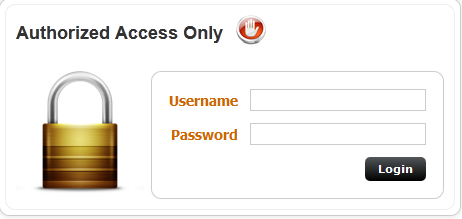 Authorized Access Only
Username
Password
Login